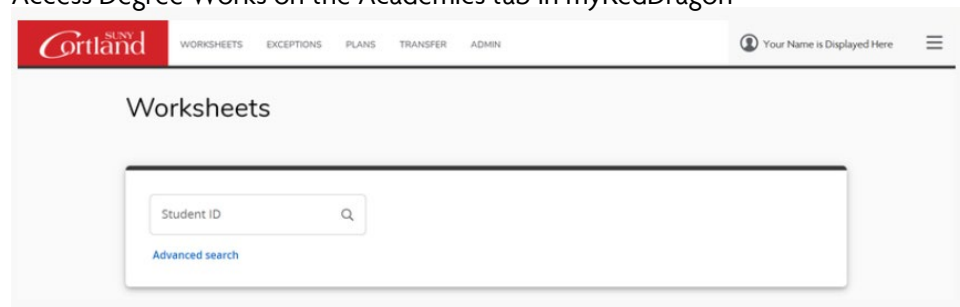 Access Degree Works on the Academics tab in myRedDragon
SUNY
Cortland WORKSHEETS EXCEPTIONS PLANS TRANSFER ADMIN Your Name is Displayed Here
Worksheets
Student ID
Advanced search